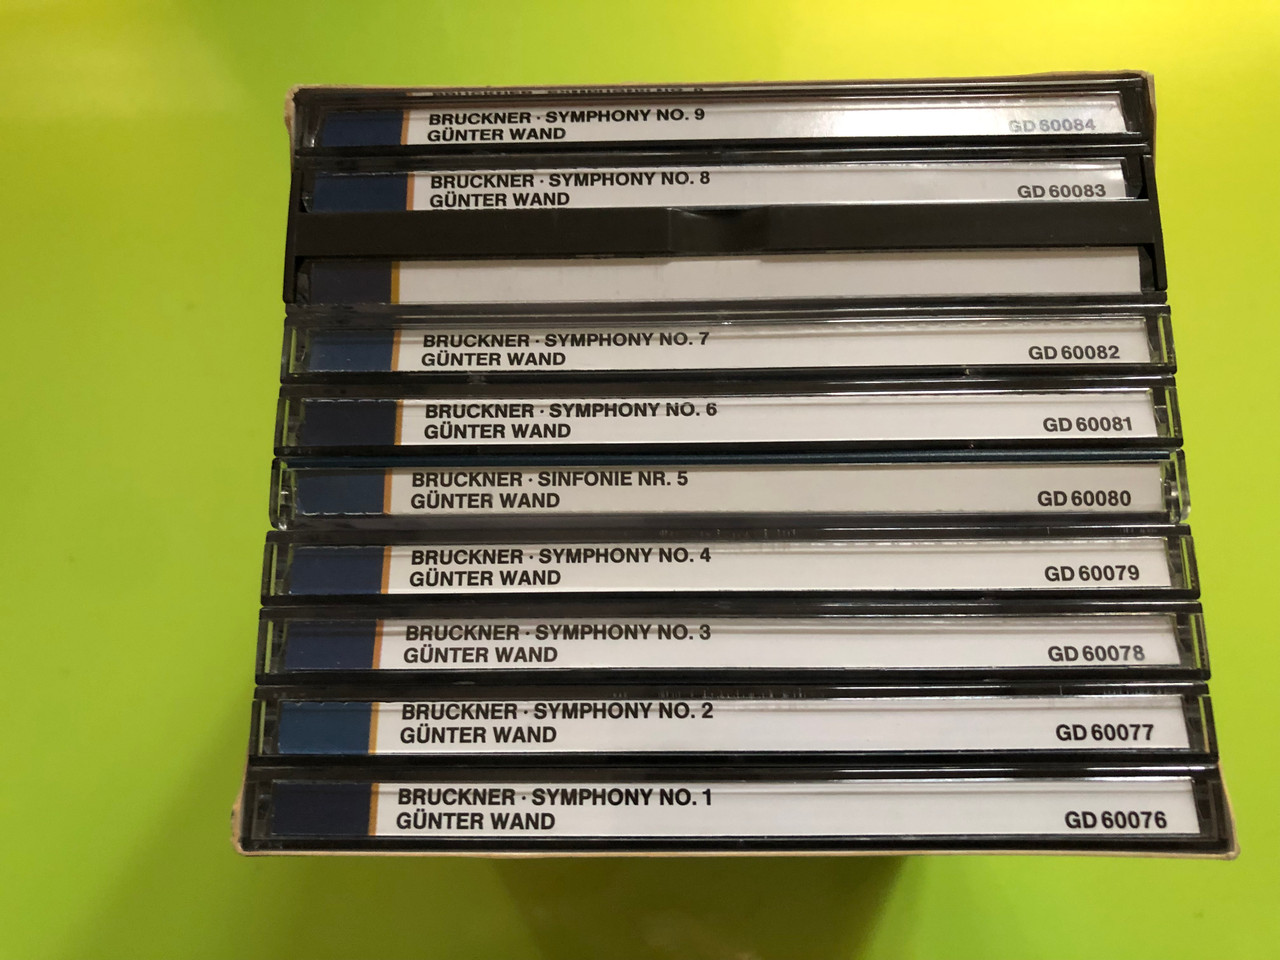 BRUCKNER · SYMPHONY NO. 9
GÜNTER WAND
GD 60084
BRUCKNER · SYMPHONY NO. 8
GÜNTER WAND
GD 60083
BRUCKNER · SYMPHONY NO. 7
GÜNTER WAND
GD 60082
BRUCKNER · SYMPHONY NO. 6
GÜNTER WAND
GD 60081
BRUCKNER · SINFONIE NR. 5
GÜNTER WAND
GD 60080
BRUCKNER · SYMPHONY NO. 4
GÜNTER WAND
GD 60079
BRUCKNER · SYMPHONY NO. 3
GÜNTER WAND
GD 60078
BRUCKNER · SYMPHONY NO. 2
GÜNTER WAND
GD 60077
BRUCKNER · SYMPHONY NO. 1
GÜNTER WAND
GD 60076